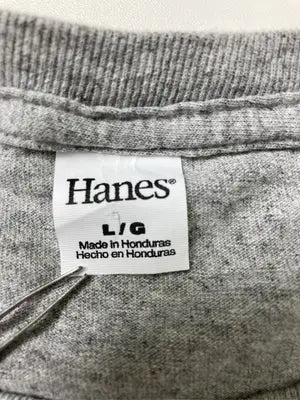 Hanes®
L/G
Made in Honduras
Hecho en Honduras